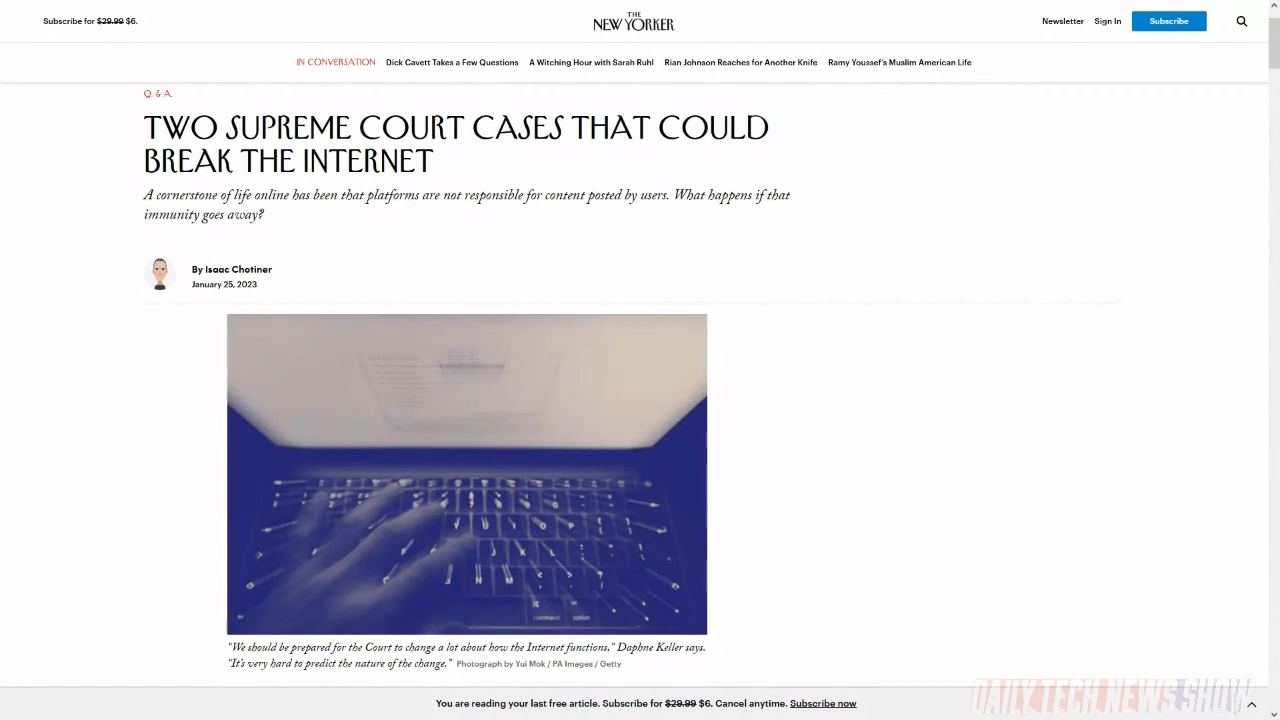 Subscribe for $29.99 $6.
THE
NEW YORKER
Newsletter Sign In Subscribe
IN CONVERSATION Dick Cavett Takes a Few Questions A Witching Hour with Sarah Ruhl Rian Johnson Reaches for Another Knife Ramy Youssef's Muslim American Life
Q. & A.
TWO SUPREME COURT CASES THAT COULD
BREAK THE INTERNET
A cornerstone of life online has been that platforms are not responsible for content posted by users. What happens if that
immunity goes away?
By Isaac Chotiner
January 25, 2023
command option
"We should be prepared for the Court to change a lot about how the Internet functions," Daphne Keller says.
"It's very hard to predict the nature of the change." Photograph by Yui Mok / PA Images / Getty
You are reading your last free article. Subscribe for $29.99 $6. Cancel anytime. Subscribe now
DAILY TECH NEWS SHOW